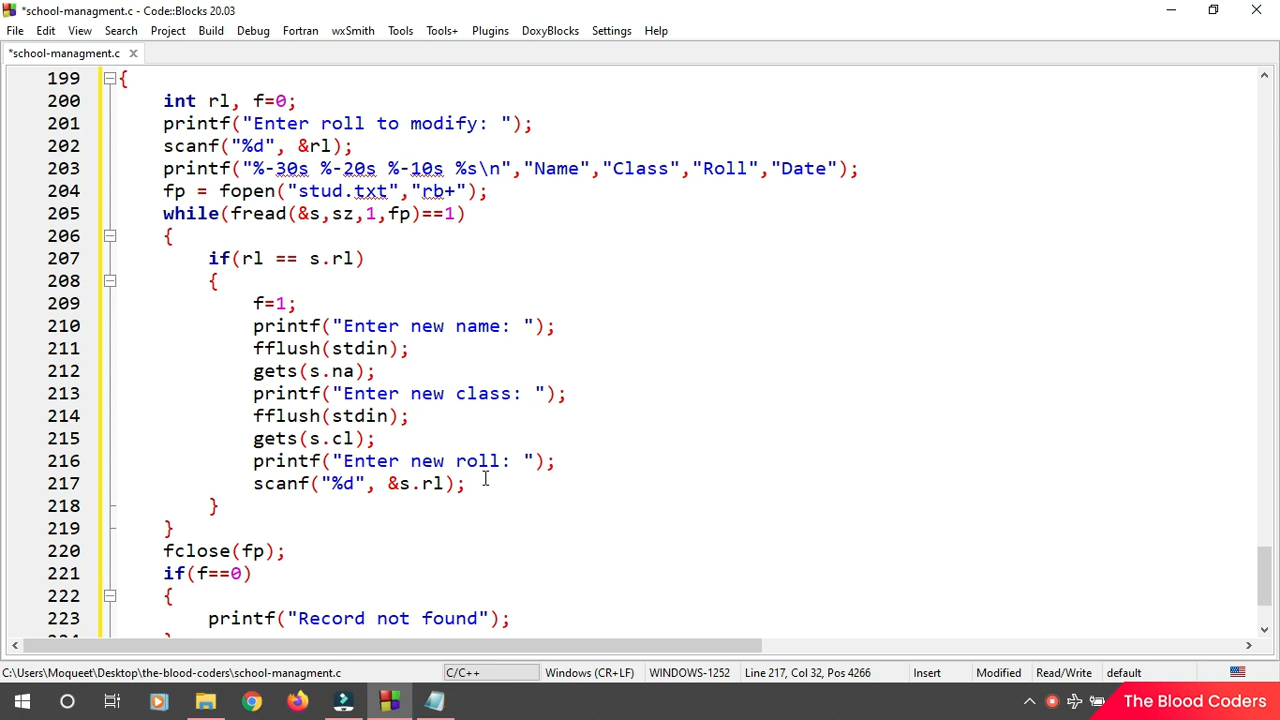 *school-managment.c - Code::Blocks 20.03
File Edit View Search Project Build Debug Fortran wxSmith Tools Tools+ Plugins DoxyBlocks Settings Help
*school-managment.c
199 {
200 int rl, f=0;
201 printf("Enter roll to modify: ");
202 scanf("%d", &rl);
203 printf("%-30s %-20s %-10s %s\n","Name","Class","Roll","Date");
204 fp = fopen("stud.txt","rb+");
205 while(fread(&s,sz,1,fp)==1)
206 {
207 if(rl == s.rl)
208 {
209 f=1;
210 printf("Enter new name: ");
211 fflush(stdin);
212 gets(s.na);
213 printf("Enter new class: ");
214 fflush(stdin);
215 gets(s.cl);
216 printf("Enter new roll: ");
217 scanf("%d", &s.rl);
218 }
219 }
220 fclose(fp);
221 if(f==0)
222 {
223 printf("Record not found");
C:\Users\Moqueet\Desktop\the-blood-coders\school-managment.c C/C++ Windows (CR+LF) WINDOWS-1252 Line 217, Col 32, Pos 4266 Insert Modified Read/Write default
The Blood Coders